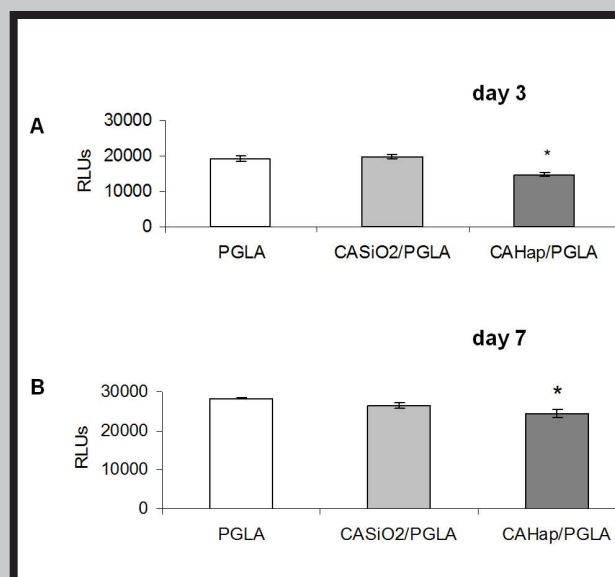 day 3
A
30000
20000
10000
0
RLUs
*
PGLA
CASiO2/PGLA
CAHap/PGLA
day 7
B
30000
20000
10000
0
RLUs
*
PGLA
CASiO2/PGLA
CAHap/PGLA